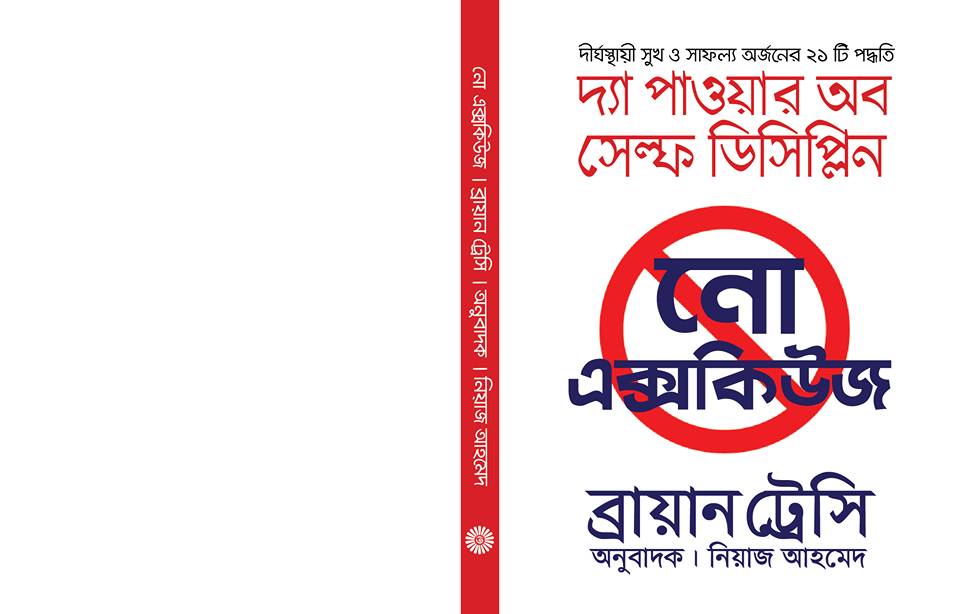 দীর্ঘস্থায়ী সুখ ও সাফল্য অর্জনের ২১ টি পদ্ধতি
দ্যা পাওয়ার অব
সেল্ফ ডিসিপ্লিন
নো
এক্সকিউজ
ব্রায়ান ট্রেসি
অনুবাদক । নিয়াজ আহমেদ
নো এক্সকিউজ । ব্রায়ান ট্রেসি । অনুবাদক । নিয়াজ আহমেদ